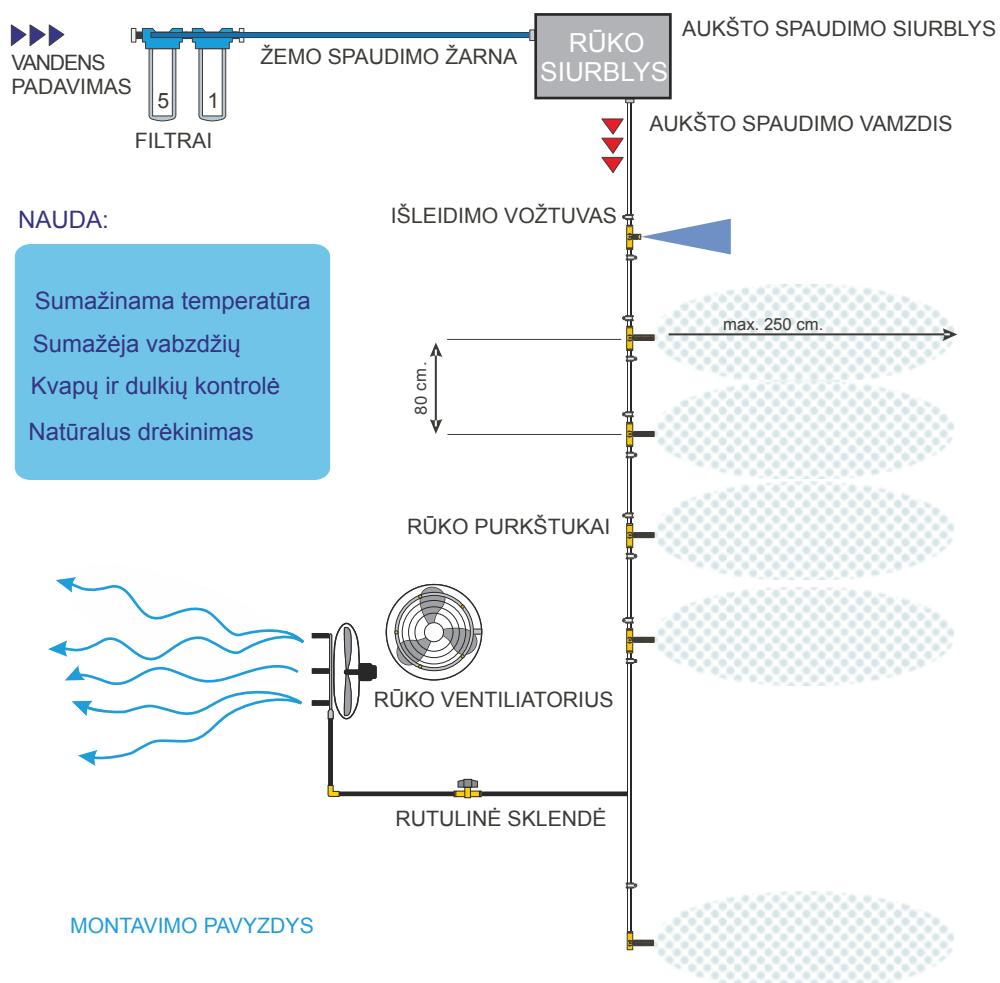 VANDENS
PADAVIMAS
5
1
FILTRAI
ŽEMO SPAUDIMO ŽARNA
RŪKO
SIURBLYS
AUKŠTO SPAUDIMO SIURBLYS
AUKŠTO SPAUDIMO VAMZDIS
IŠLEIDIMO VOŽTUVAS
NAUDA:
Sumažinama temperatūra
Sumažėja vabzdžių
Kvapų ir dulkių kontrolė
Natūralus drėkinimas
max. 250 cm.
80 cm.
RŪKO PURKŠTUKAI
RŪKO VENTILIATORIUS
RUTULINĖ SKLENDĖ
MONTAVIMO PAVYZDYS